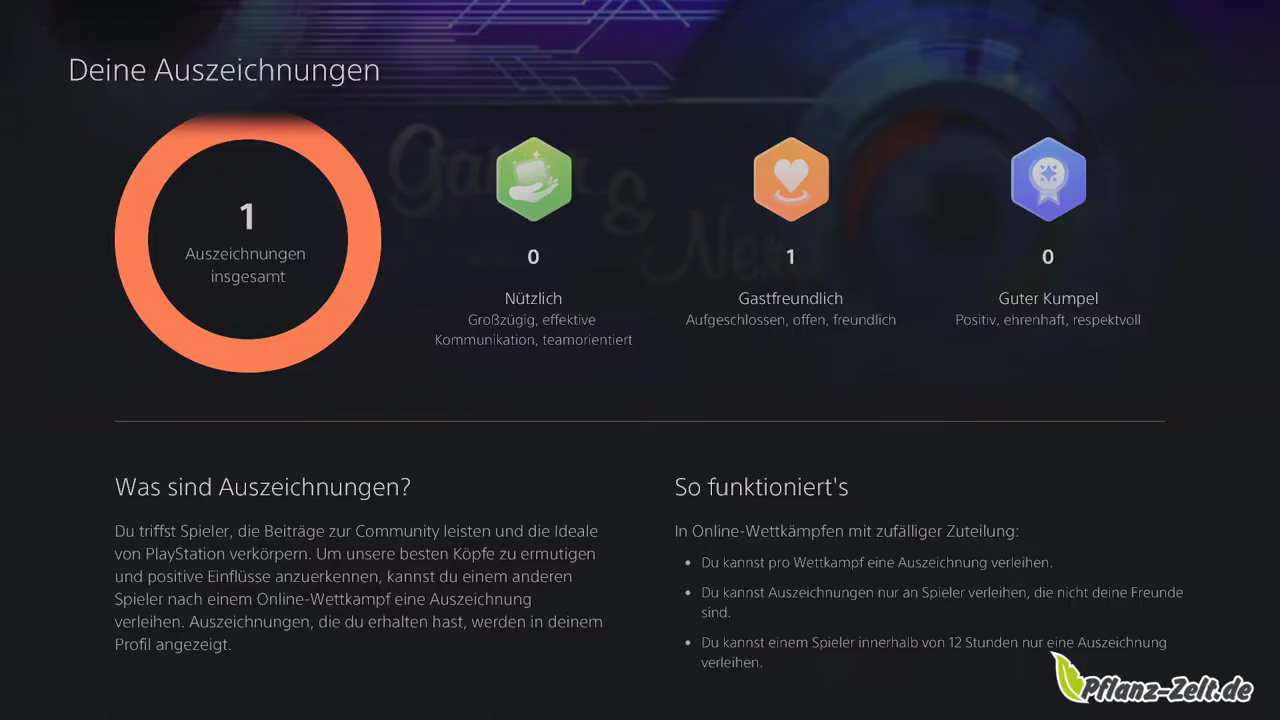 Deine Auszeichnungen
1
Auszeichnungen
insgesamt
0
Nützlich
Großzügig, effektive
Kommunikation, teamorientiert
1
Gastfreundlich
Aufgeschlossen, offen, freundlich
0
Guter Kumpel
Positiv, ehrenhaft, respektvoll
Was sind Auszeichnungen?
Du triffst Spieler, die Beiträge zur Community leisten und die Ideale
von PlayStation verkörpern. Um unsere besten Köpfe zu ermutigen
und positive Einflüsse anzuerkennen, kannst du einem anderen
Spieler nach einem Online-Wettkampf eine Auszeichnung
verleihen. Auszeichnungen, die du erhalten hast, werden in deinem
Profil angezeigt.
So funktioniert's
In Online-Wettkämpfen mit zufälliger Zuteilung:
• Du kannst pro Wettkampf eine Auszeichnung verleihen.
• Du kannst Auszeichnungen nur an Spieler verleihen, die nicht deine Freunde
sind.
• Du kannst einem Spieler innerhalb von 12 Stunden nur eine Auszeichnung
verleihen.
Pflanz-Zelt.de